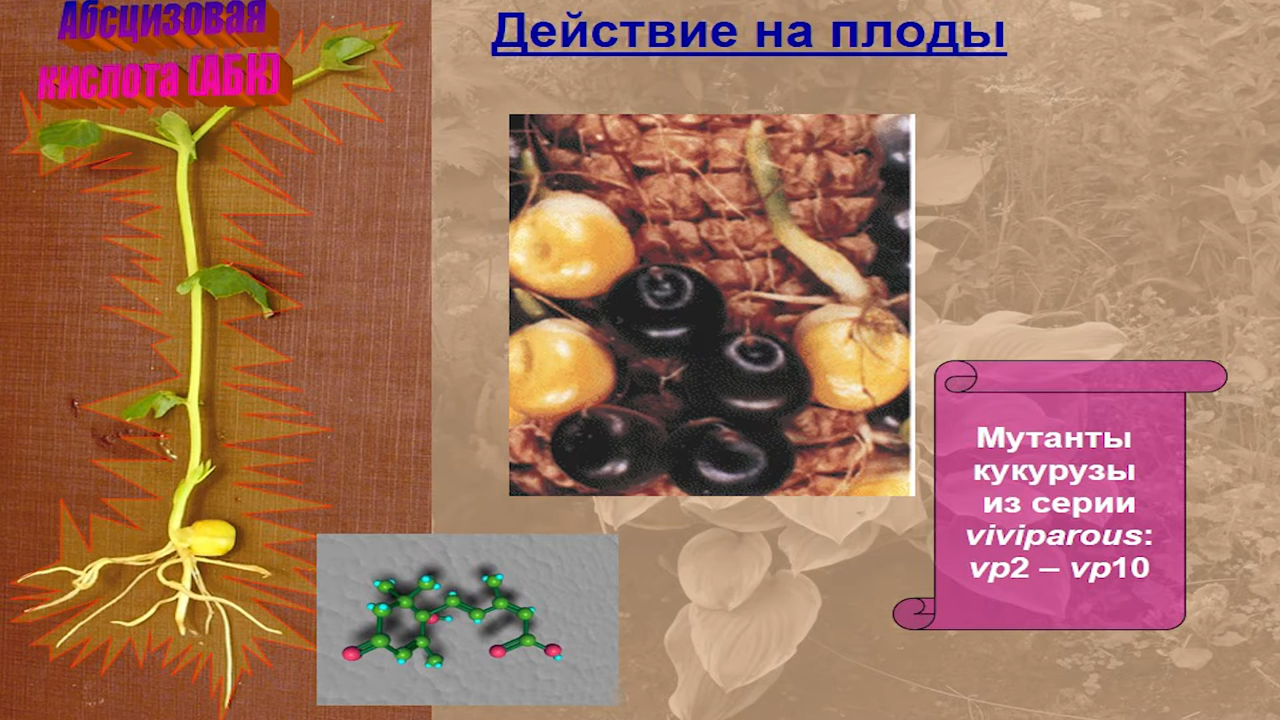 Абсцизовая
кислота (АБК)
Действие на плоды
Мутанты
кукурузы
из серии
viviparous:
vp2 – vp10